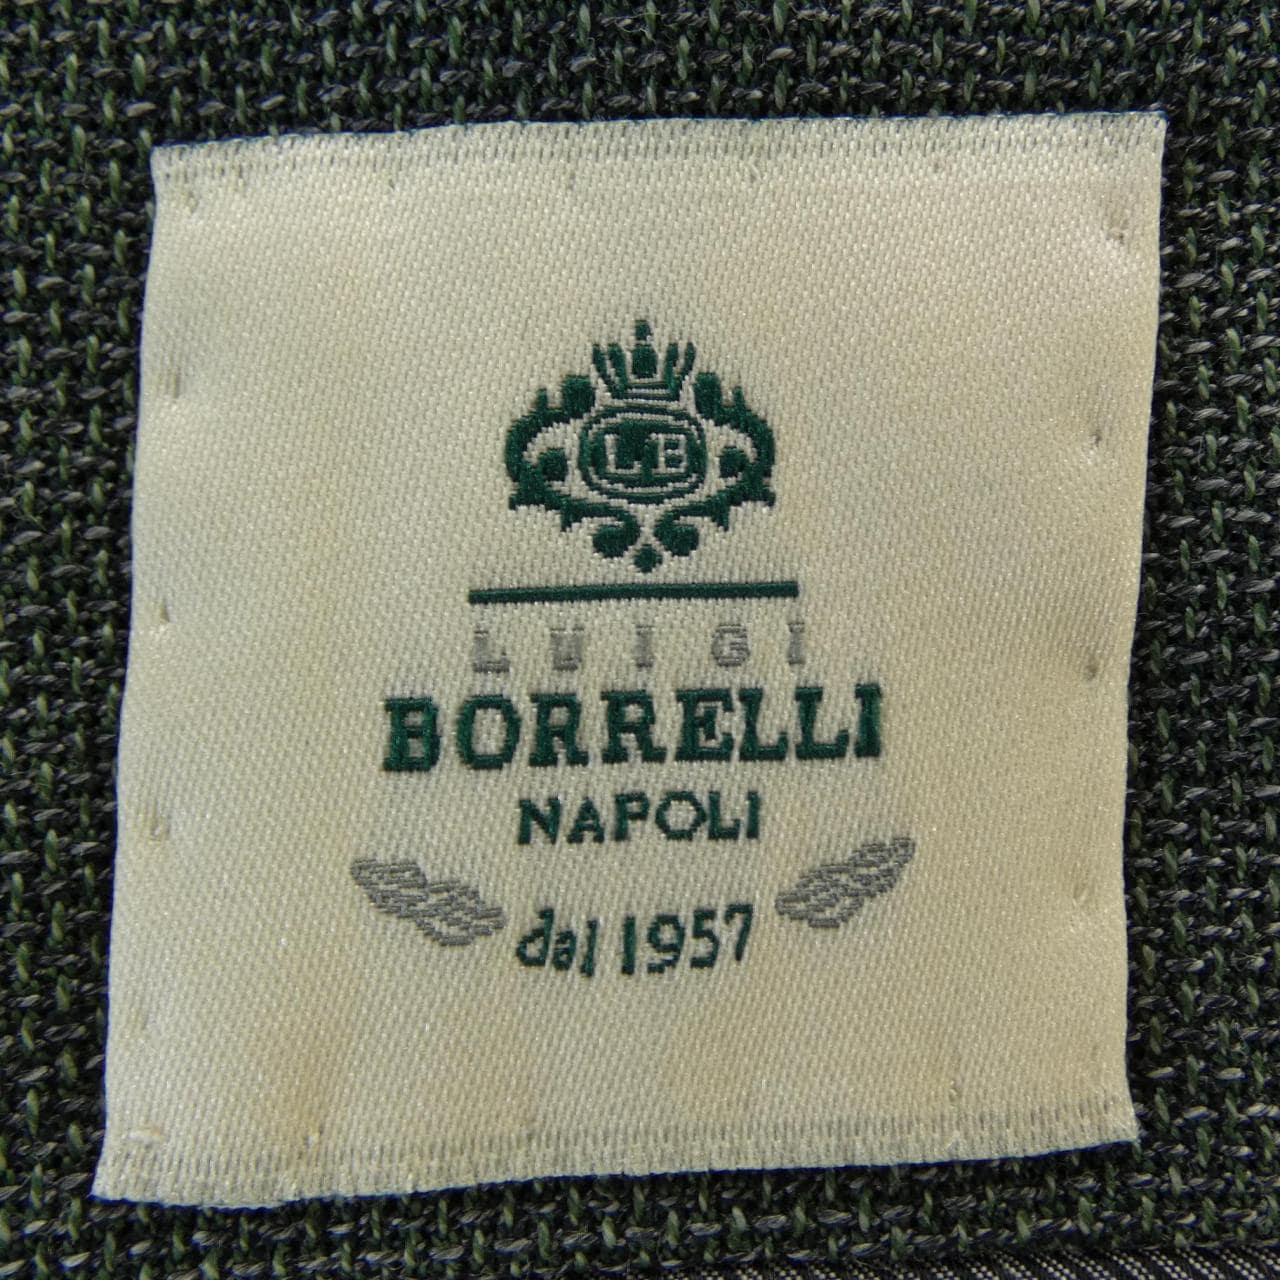 LB
LUIGI
BORRELLI
NAPOLI
dal 1957